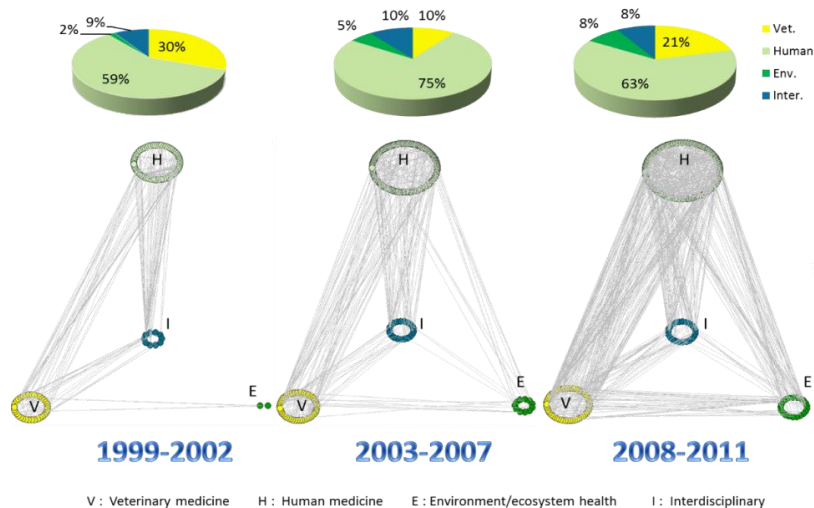 9%
2%
30%
59%
Vet.
Human
Env.
Inter.
5%
10%
10%
75%
8%
8%
21%
63%
H
I
V
E
H
I
V
E
H
I
V
E
1999-2002
2003-2007
2008-2011
V : Veterinary medicine H : Human medicine E : Environment/ecosystem health I : Interdisciplinary